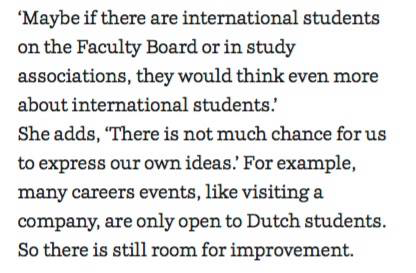 ‘Maybe if there are international students
on the Faculty Board or in study
associations, they would think even more
about international students.’
She adds, ‘There is not much chance for us
to express our own ideas.’ For example,
many careers events, like visiting a
company, are only open to Dutch students.
So there is still room for improvement.